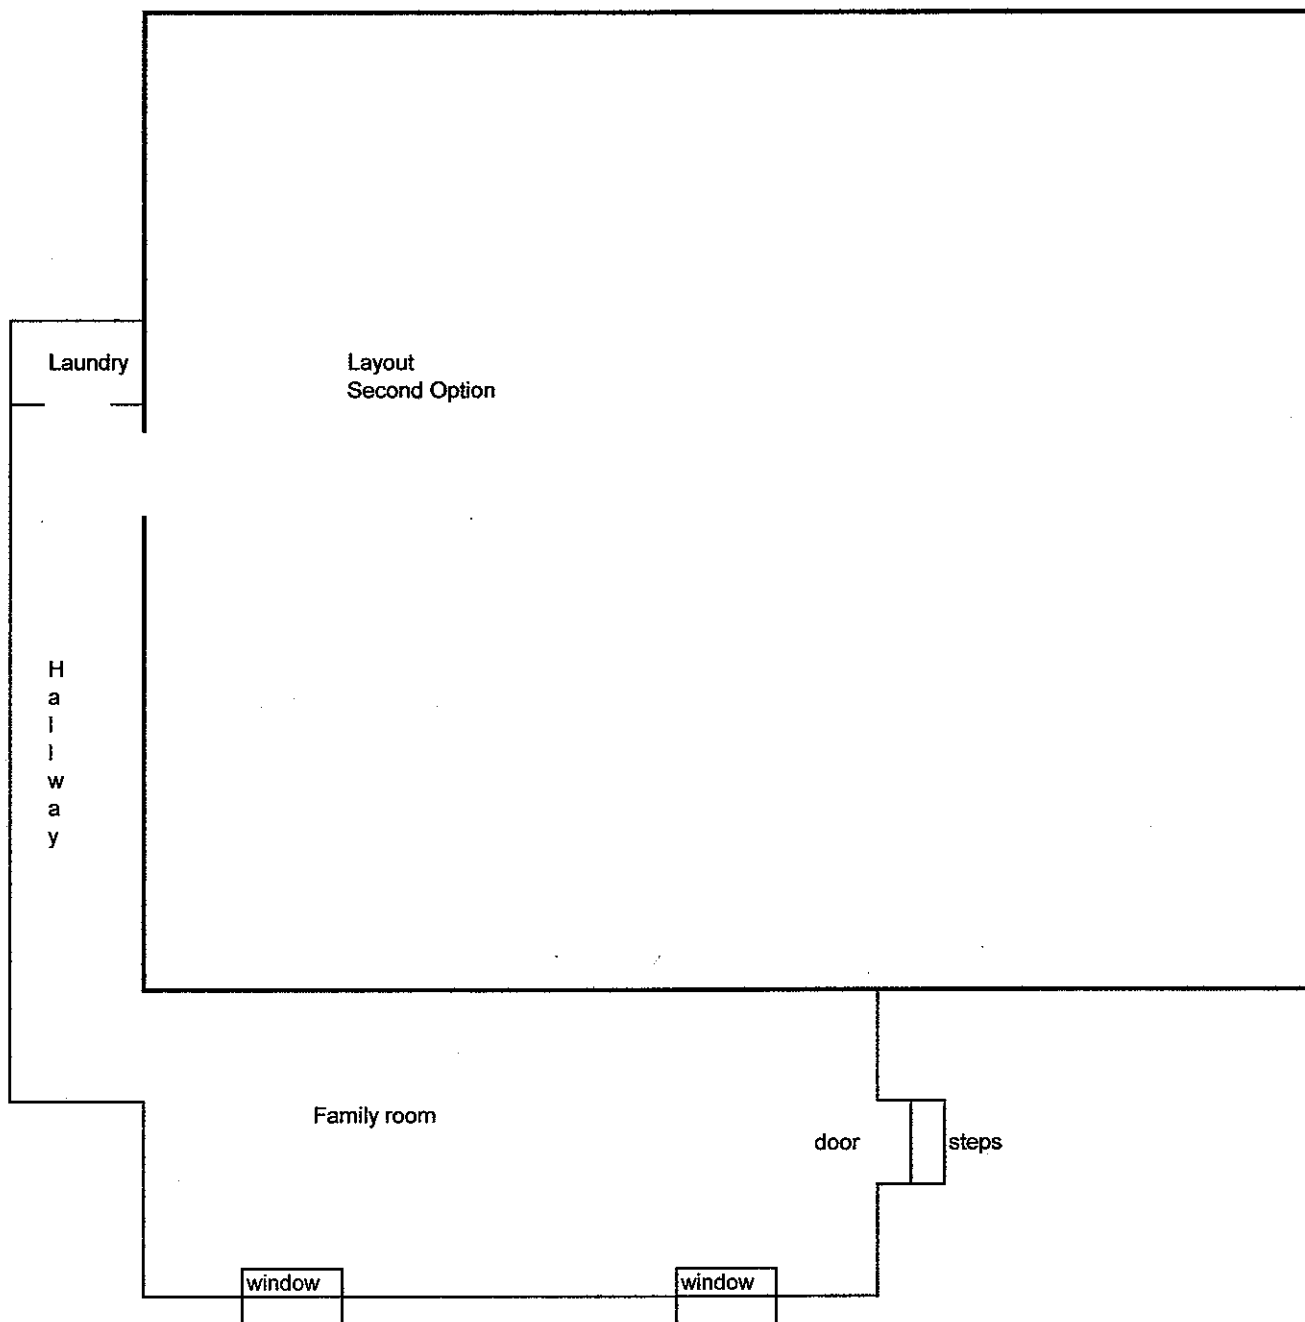 Laundry
Layout
Second Option
H
a
l
l
w
a
y
Family room
door
steps
window
window